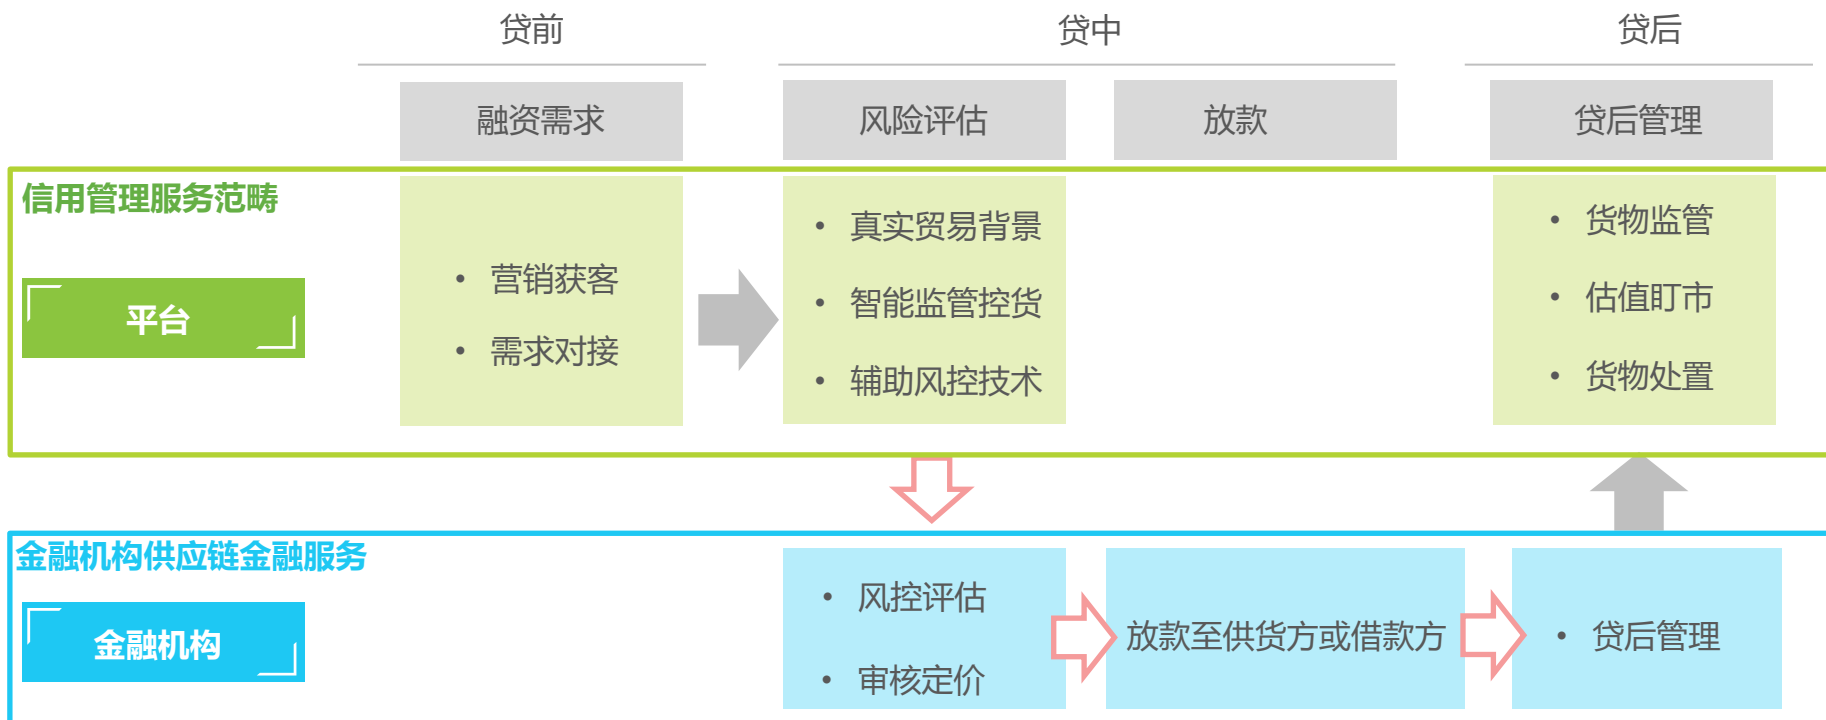 贷前
贷中
贷后
融资需求
风险评估
放款
贷后管理
信用管理服务范畴
平台
• 营销获客
• 需求对接
• 真实贸易背景
• 智能监管控货
• 辅助风控技术
• 货物监管
• 估值盯市
• 货物处置
金融机构供应链金融服务
金融机构
• 风控评估
• 审核定价
放款至供货方或借款方
• 贷后管理